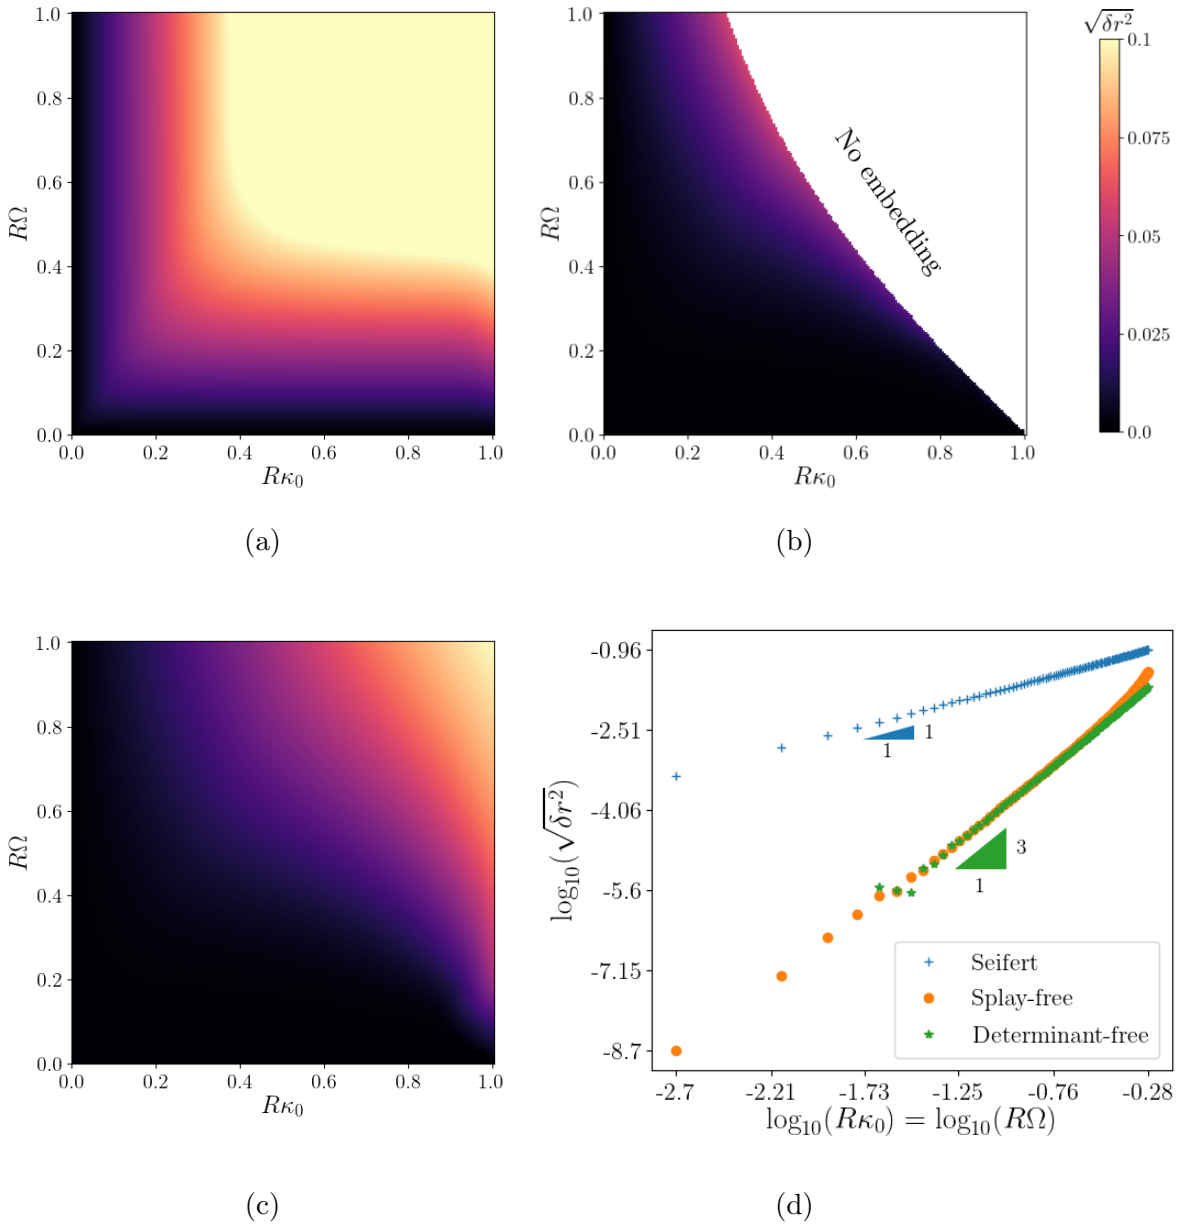 1.0
0.8
0.6
0.4
0.2
0.0
RΩ
0.0 0.2 0.4 0.6 0.8 1.0
Rκ₀
(a)
1.0
0.8
0.6
0.4
0.2
0.0
RΩ
No embedding
0.0 0.2 0.4 0.6 0.8 1.0
Rκ₀
(b)
√δr²
0.1
0.075
0.05
0.025
0.0
1.0
0.8
0.6
0.4
0.2
0.0
RΩ
0.0 0.2 0.4 0.6 0.8 1.0
Rκ₀
(c)
-0.96
-2.51
-4.06
-5.6
-7.15
-8.7
log₁₀(√δr²)
1
1
3
1
Seifert
Splay-free
Determinant-free
-2.7 -2.21 -1.73 -1.25 -0.76 -0.28
log₁₀(Rκ₀) = log₁₀(RΩ)
(d)